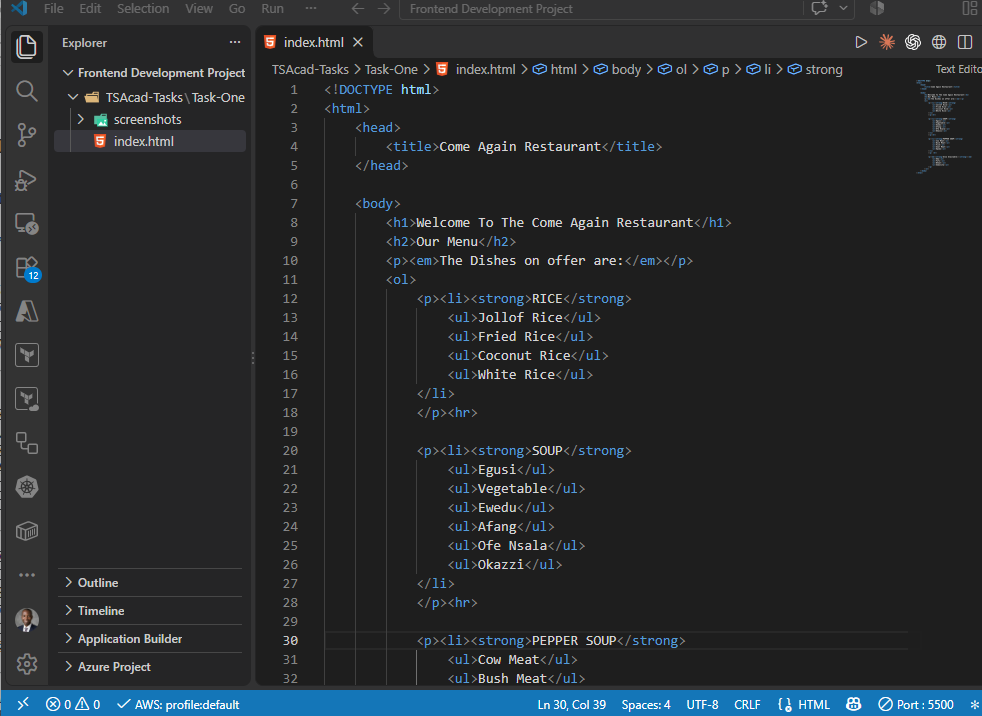 File Edit Selection View Go Run ··· Frontend Development Project
Explorer ···
Frontend Development Project
TSAcad-Tasks \ Task-One
screenshots
index.html
12
Outline
Timeline
Application Builder
Azure Project
index.html
TSAcad-Tasks > Task-One > index.html > html > body > ol > p > li > strong
Text Edito
1 <!DOCTYPE html>
2 <html>
3 <head>
4 <title>Come Again Restaurant</title>
5 </head>
6
7 <body>
8 <h1>Welcome To The Come Again Restaurant</h1>
9 <h2>Our Menu</h2>
10 <p><em>The Dishes on offer are:</em></p>
11 <ol>
12 <p><li><strong>RICE</strong>
13 <ul>Jollof Rice</ul>
14 <ul>Fried Rice</ul>
15 <ul>Coconut Rice</ul>
16 <ul>White Rice</ul>
17 </li>
18 </p><hr>
19
20 <p><li><strong>SOUP</strong>
21 <ul>Egusi</ul>
22 <ul>Vegetable</ul>
23 <ul>Ewedu</ul>
24 <ul>Afang</ul>
25 <ul>Ofe Nsala</ul>
26 <ul>Okazzi</ul>
27 </li>
28 </p><hr>
29
30 <p><li><strong>PEPPER SOUP</strong>
31 <ul>Cow Meat</ul>
32 <ul>Bush Meat</ul>
0 0 AWS: profile:default Ln 30, Col 39 Spaces: 4 UTF-8 CRLF {} HTML Port : 5500